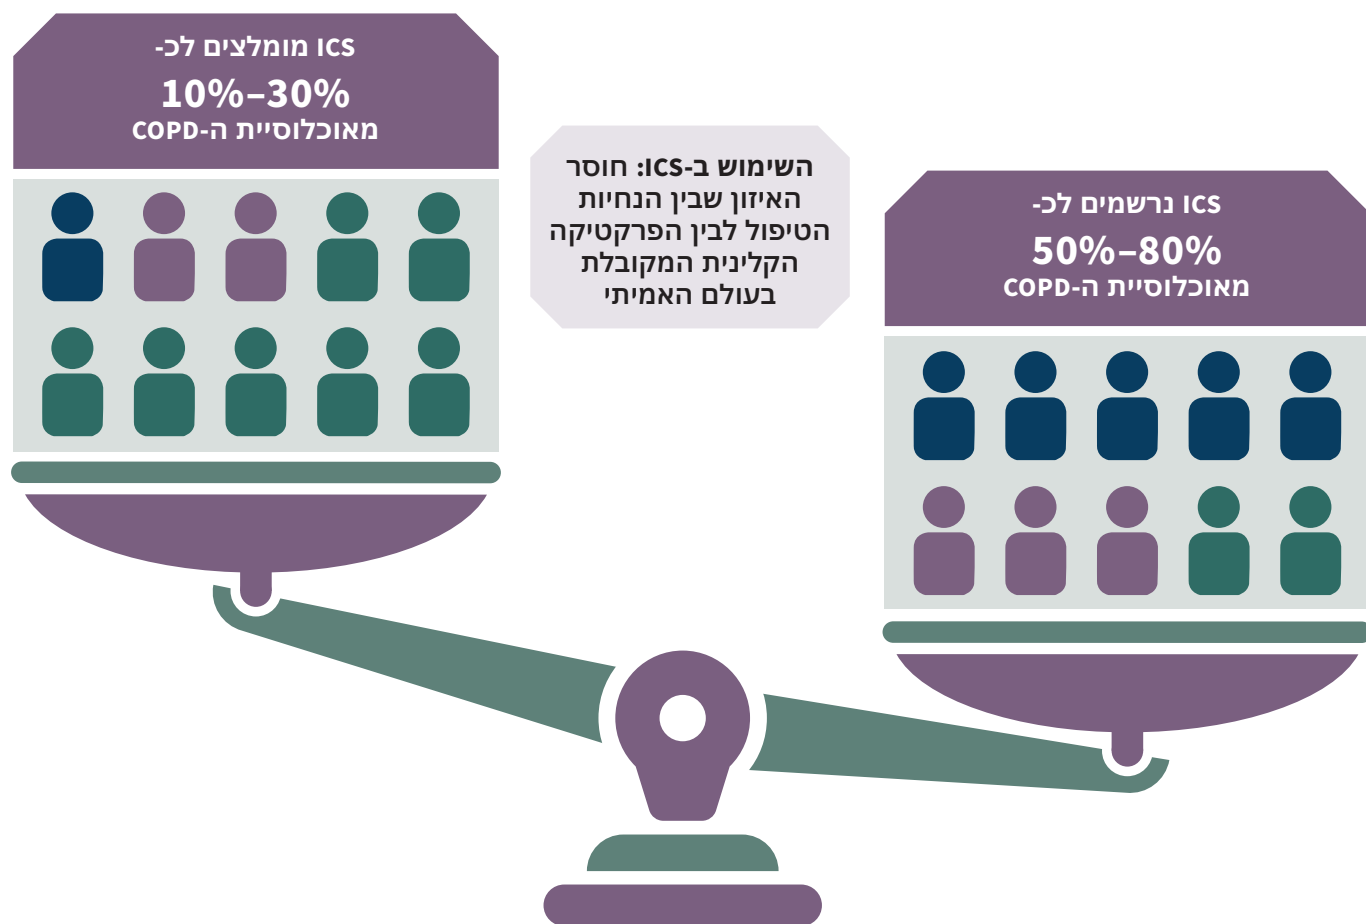 ICS מומלצים לכ-
10%–30%
מאוכלוסיית ה-COPD
השימוש ב-ICS: חוסר
האיזון שבין הנחיות
הטיפול לבין הפרקטיקה
הקלינית המקובלת
בעולם האמיתי
ICS נרשמים לכ-
50%–80%
מאוכלוסיית ה-COPD